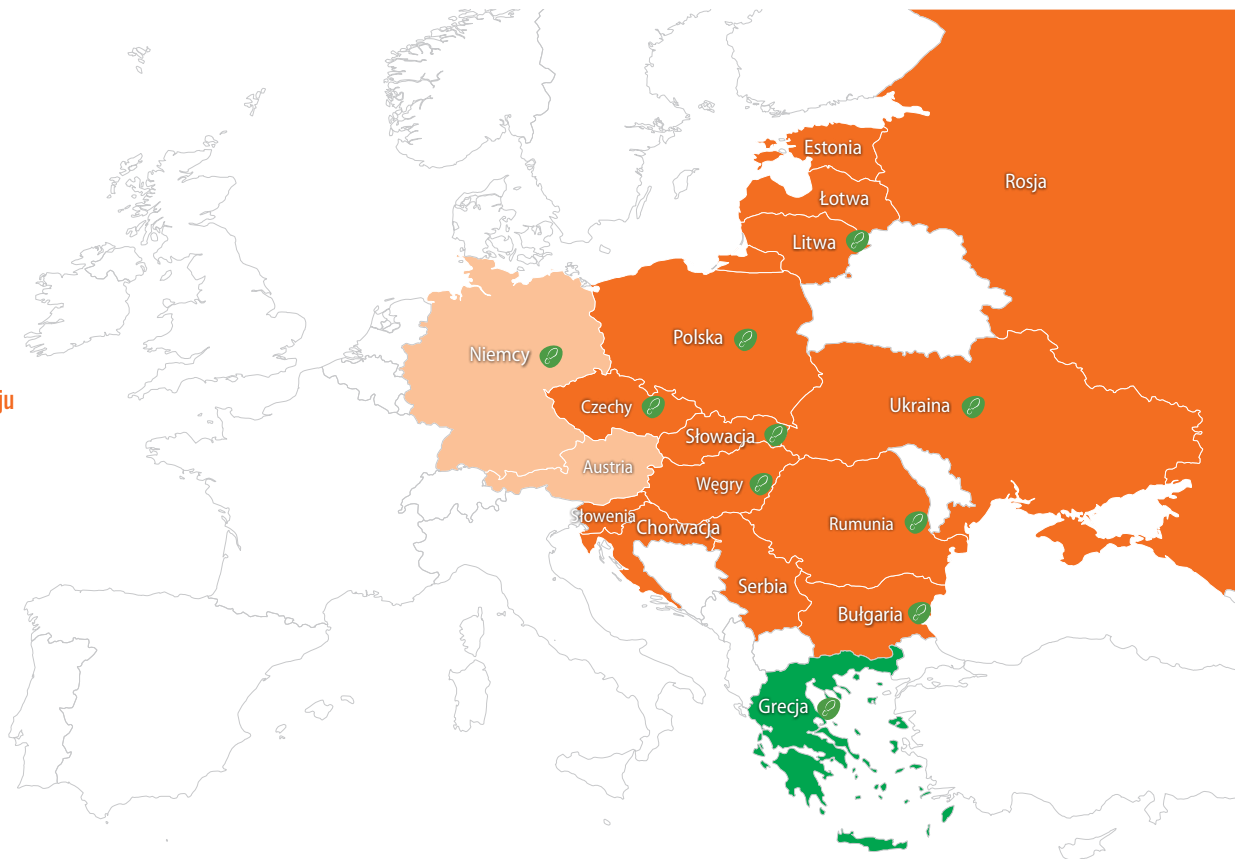 Estonia
Rosja
Łotwa
Litwa
Polska
Niemcy
ju
Czechy
Ukraina
Słowacja
Austria
Węgry
Słowenia
Chorwacja
Rumunia
Serbia
Bułgaria
Grecja